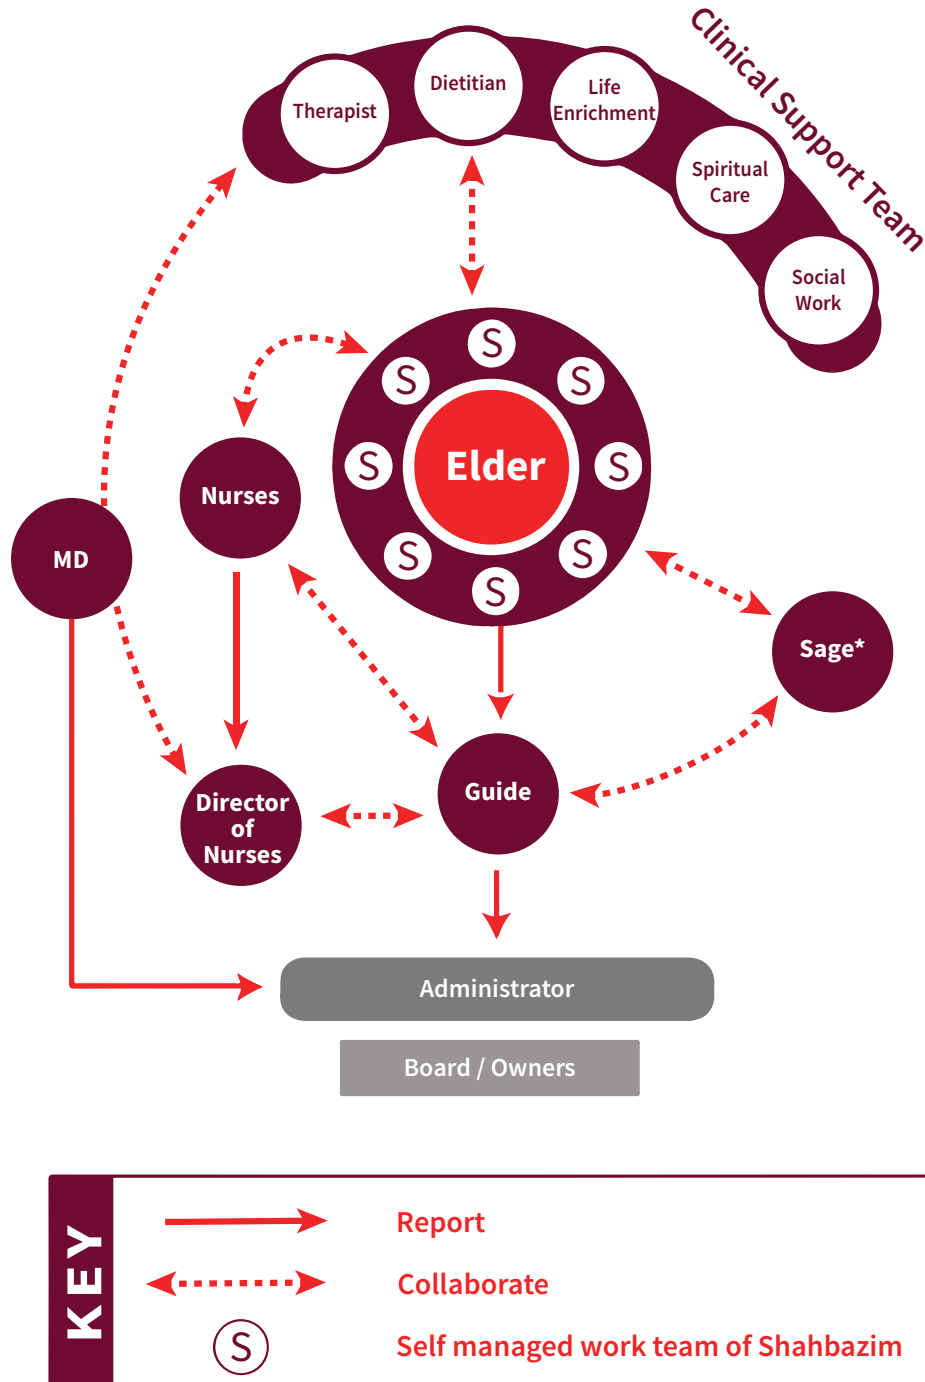 Clinical Support Team
Therapist
Dietitian
Life
Enrichment
Spiritual
Care
Social
Work
S
S
S
S
S
S
S
S
Elder
Nurses
MD
Sage*
Director
of
Nurses
Guide
Administrator
Board / Owners
KEY
Report
Collaborate
S
Self managed work team of Shahbazim